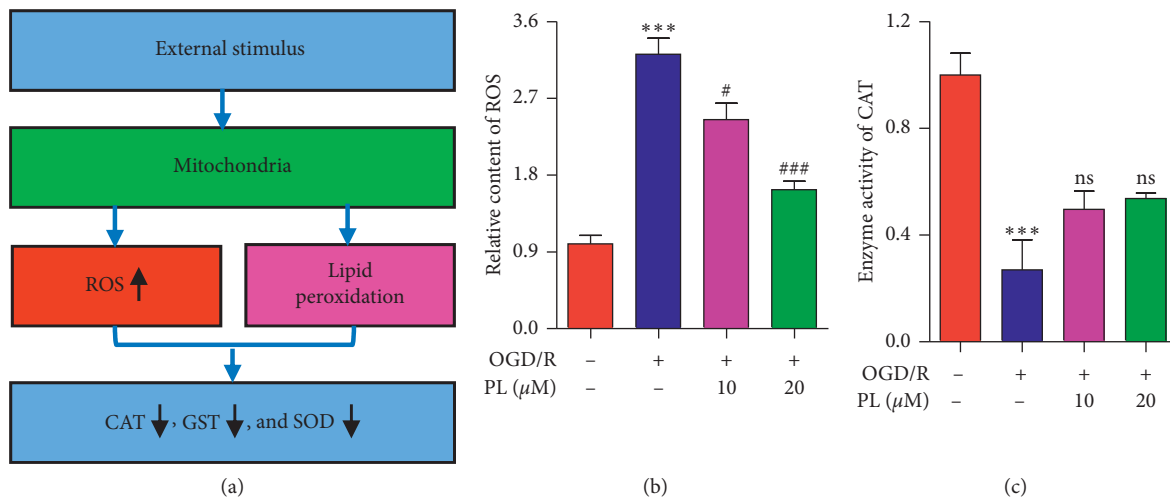 External stimulus
Mitochondria
ROS
Lipid
peroxidation
CAT , GST , and SOD
(a)
Relative content of ROS
3.6
2.7
1.8
0.9
0.0
***
#
###
OGD/R – + + +
PL (μM) – – 10 20
(b)
Enzyme activity of CAT
1.2
0.8
0.4
0.0
***
ns
ns
OGD/R – + + +
PL (μM) – – 10 20
(c)